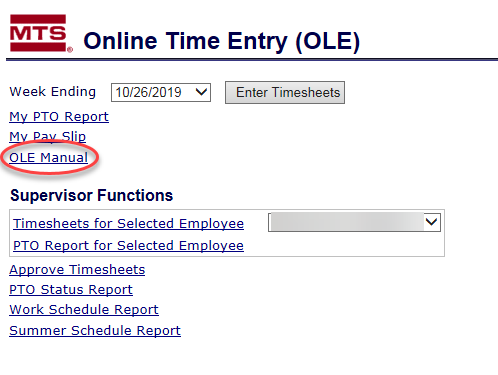 MTS®
Online Time Entry (OLE)
Week Ending 10/26/2019 Enter Timesheets
My PTO Report
My Pay Slip
OLE Manual
Supervisor Functions
Timesheets for Selected Employee
PTO Report for Selected Employee
Approve Timesheets
PTO Status Report
Work Schedule Report
Summer Schedule Report